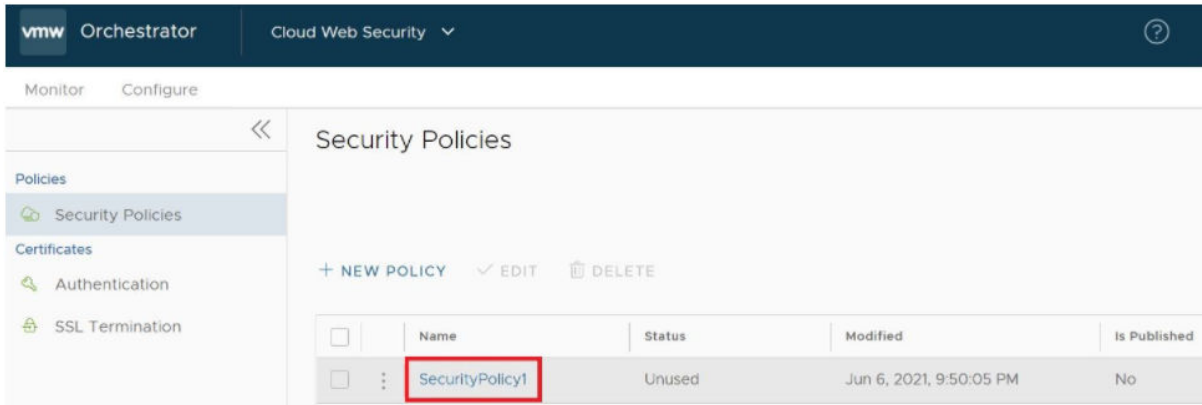 vmw Orchestrator Cloud Web Security
Monitor Configure
Security Policies
Policies
Security Policies
Certificates
Authentication
SSL Termination
+ NEW POLICY EDIT DELETE
Name Status Modified Is Published
SecurityPolicy1 Unused Jun 6, 2021, 9:50:05 PM No